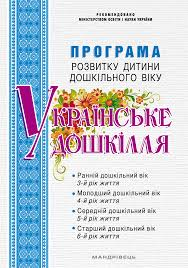 РЕКОМЕНДОВАНО
МІНІСТЕРСТВОМ ОСВІТИ І НАУКИ УКРАЇНИ
ПРОГРАМА
РОЗВИТКУ ДИТИНИ
ДОШКІЛЬНОГО ВІКУ
УКРАЇНСЬКЕ
ДОШКІЛЛЯ
• Ранній дошкільний вік
3-й рік життя
• Молодший дошкільний вік
4-й рік життя
• Середній дошкільний вік
5-й рік життя
• Старший дошкільний вік
6-й рік життя
МАНДРІВЕЦЬ